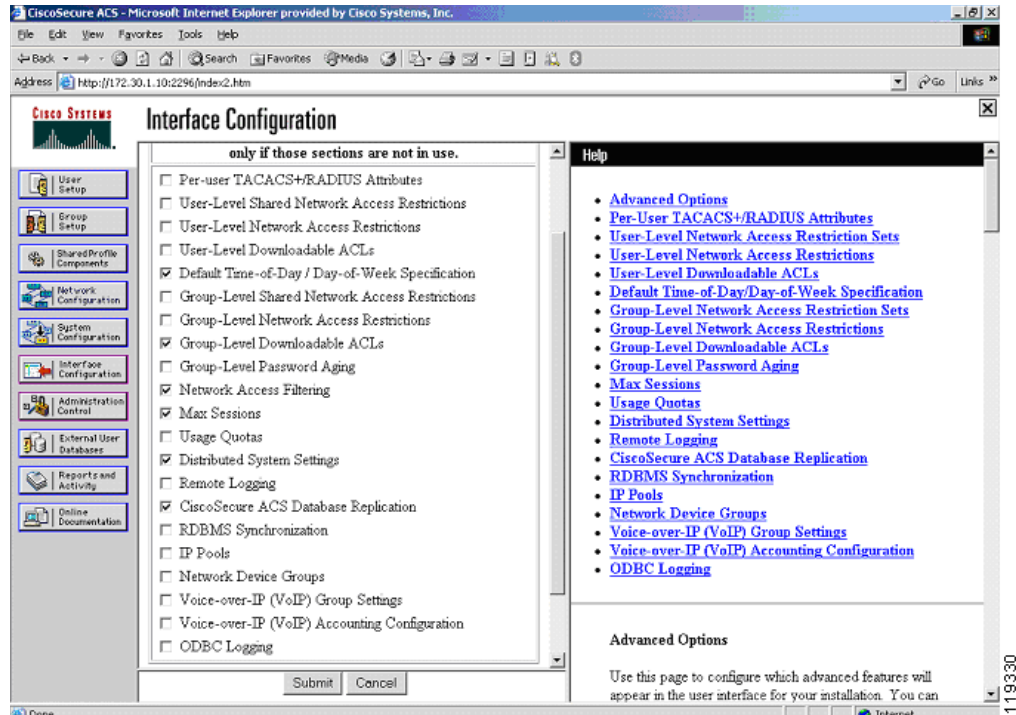 CiscoSecure ACS - Microsoft Internet Explorer provided by Cisco Systems, Inc.
File Edit View Favorites Tools Help
Back Search Favorites Media
Address http://172.30.1.10:2296/index2.htm Go Links »
CISCO SYSTEMS
Interface Configuration
User Setup
Group Setup
Shared Profile Components
Network Configuration
System Configuration
Interface Configuration
Administration Control
External User Databases
Reports and Activity
Online Documentation
only if those sections are not in use.
Per-user TACACS+/RADIUS Attributes
User-Level Shared Network Access Restrictions
User-Level Network Access Restrictions
User-Level Downloadable ACLs
Default Time-of-Day / Day-of-Week Specification
Group-Level Shared Network Access Restrictions
Group-Level Network Access Restrictions
Group-Level Downloadable ACLs
Group-Level Password Aging
Network Access Filtering
Max Sessions
Usage Quotas
Distributed System Settings
Remote Logging
CiscoSecure ACS Database Replication
RDBMS Synchronization
IP Pools
Network Device Groups
Voice-over-IP (VoIP) Group Settings
Voice-over-IP (VoIP) Accounting Configuration
ODBC Logging
Submit Cancel
Help
Advanced Options
Per-User TACACS+/RADIUS Attributes
User-Level Network Access Restriction Sets
User-Level Network Access Restrictions
User-Level Downloadable ACLs
Default Time-of-Day/Day-of-Week Specification
Group-Level Network Access Restriction Sets
Group-Level Network Access Restrictions
Group-Level Downloadable ACLs
Group-Level Password Aging
Max Sessions
Usage Quotas
Distributed System Settings
Remote Logging
CiscoSecure ACS Database Replication
RDBMS Synchronization
IP Pools
Network Device Groups
Voice-over-IP (VoIP) Group Settings
Voice-over-IP (VoIP) Accounting Configuration
ODBC Logging
Advanced Options
Use this page to configure which advanced features will
appear in the user interface for your installation. You can
Done Internet
119330